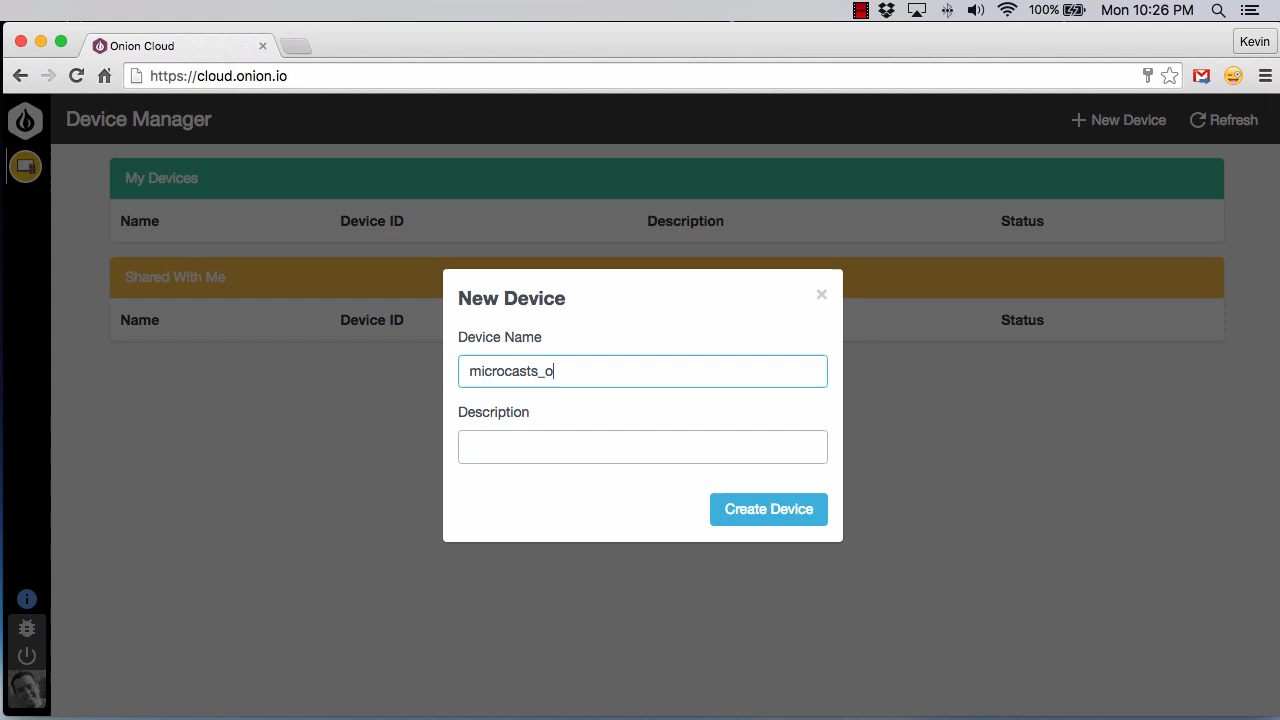 100% Mon 10:26 PM
Onion Cloud
Kevin
https://cloud.onion.io
Device Manager
New Device Refresh
My Devices
Name Device ID Description Status
Shared With Me
Name Device ID Status
New Device
Device Name
microcasts_o
Description
Create Device